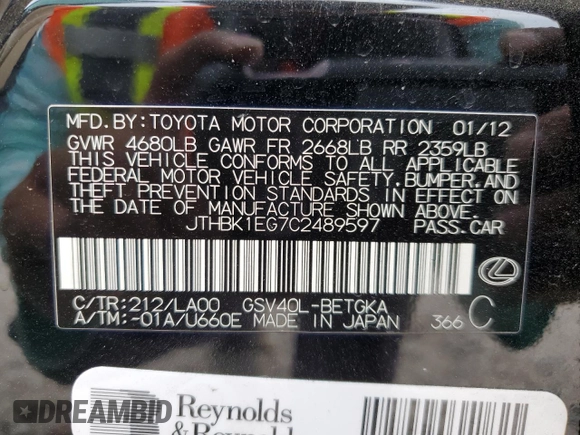 MFD.BY:TOYOTA MOTOR CORPORATION 01/12
GVWR 4680LB GAWR FR 2668LB RR 2359LB
THIS VEHICLE CONFORMS TO ALL APPLICABLE
FEDERAL MOTOR VEHICLE SAFETY,BUMPER,AND
THEFT PREVENTION STANDARDS IN EFFECT ON
THE DATE OF MANUFACTURE SHOWN ABOVE.
JTHBK1EG7C2489597 PASS.CAR
C/TR:212/LA00 GSV40L-BETGKA
A/TM:-01A/U660E MADE IN JAPAN 366 C
Reynolds
DREAMBID